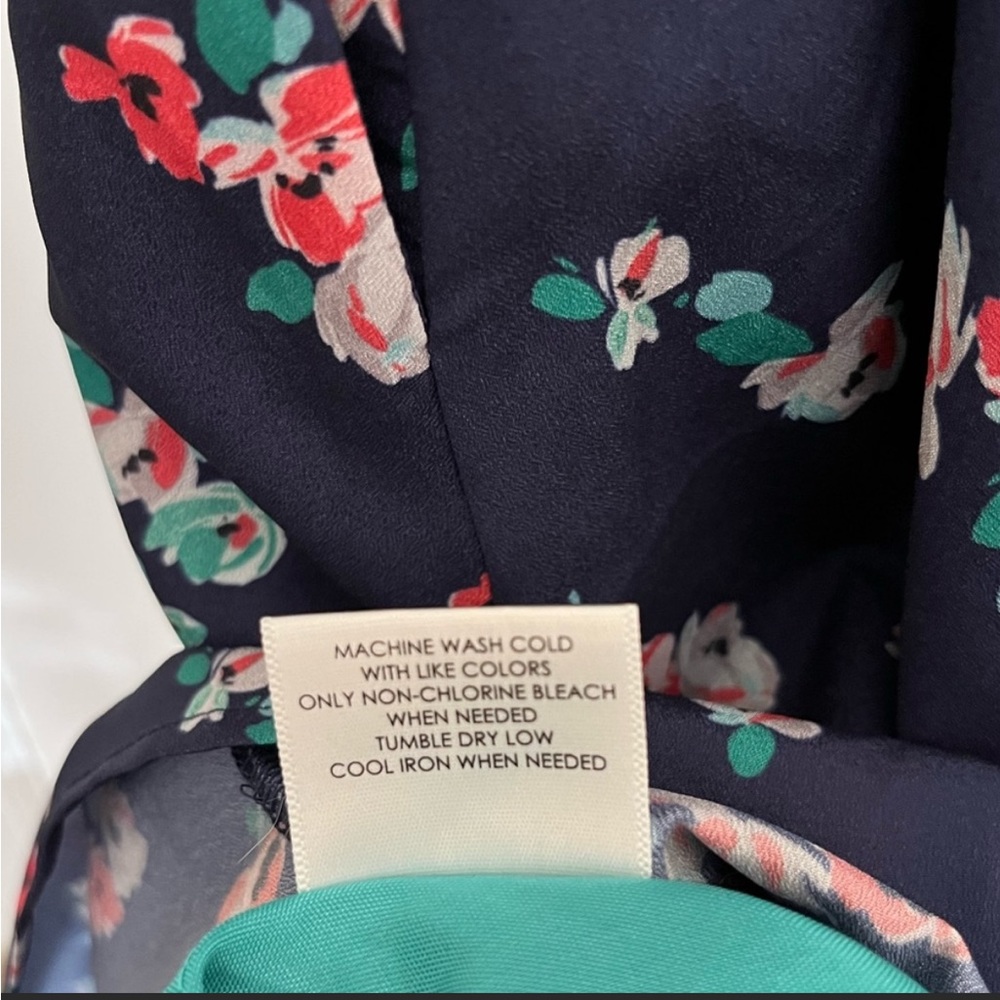 MACHINE WASH COLD
WITH LIKE COLORS
ONLY NON-CHLORINE BLEACH
WHEN NEEDED
TUMBLE DRY LOW
COOL IRON WHEN NEEDED